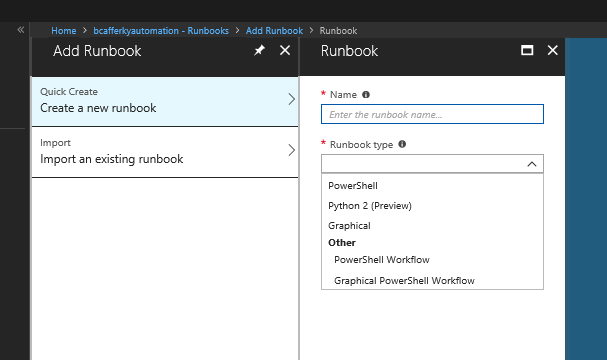 « Home > bcafferkyautomation - Runbooks > Add Runbook > Runbook
Add Runbook
Quick Create
Create a new runbook
Import
Import an existing runbook
Runbook
* Name
Enter the runbook name...
* Runbook type
PowerShell
Python 2 (Preview)
Graphical
Other
PowerShell Workflow
Graphical PowerShell Workflow